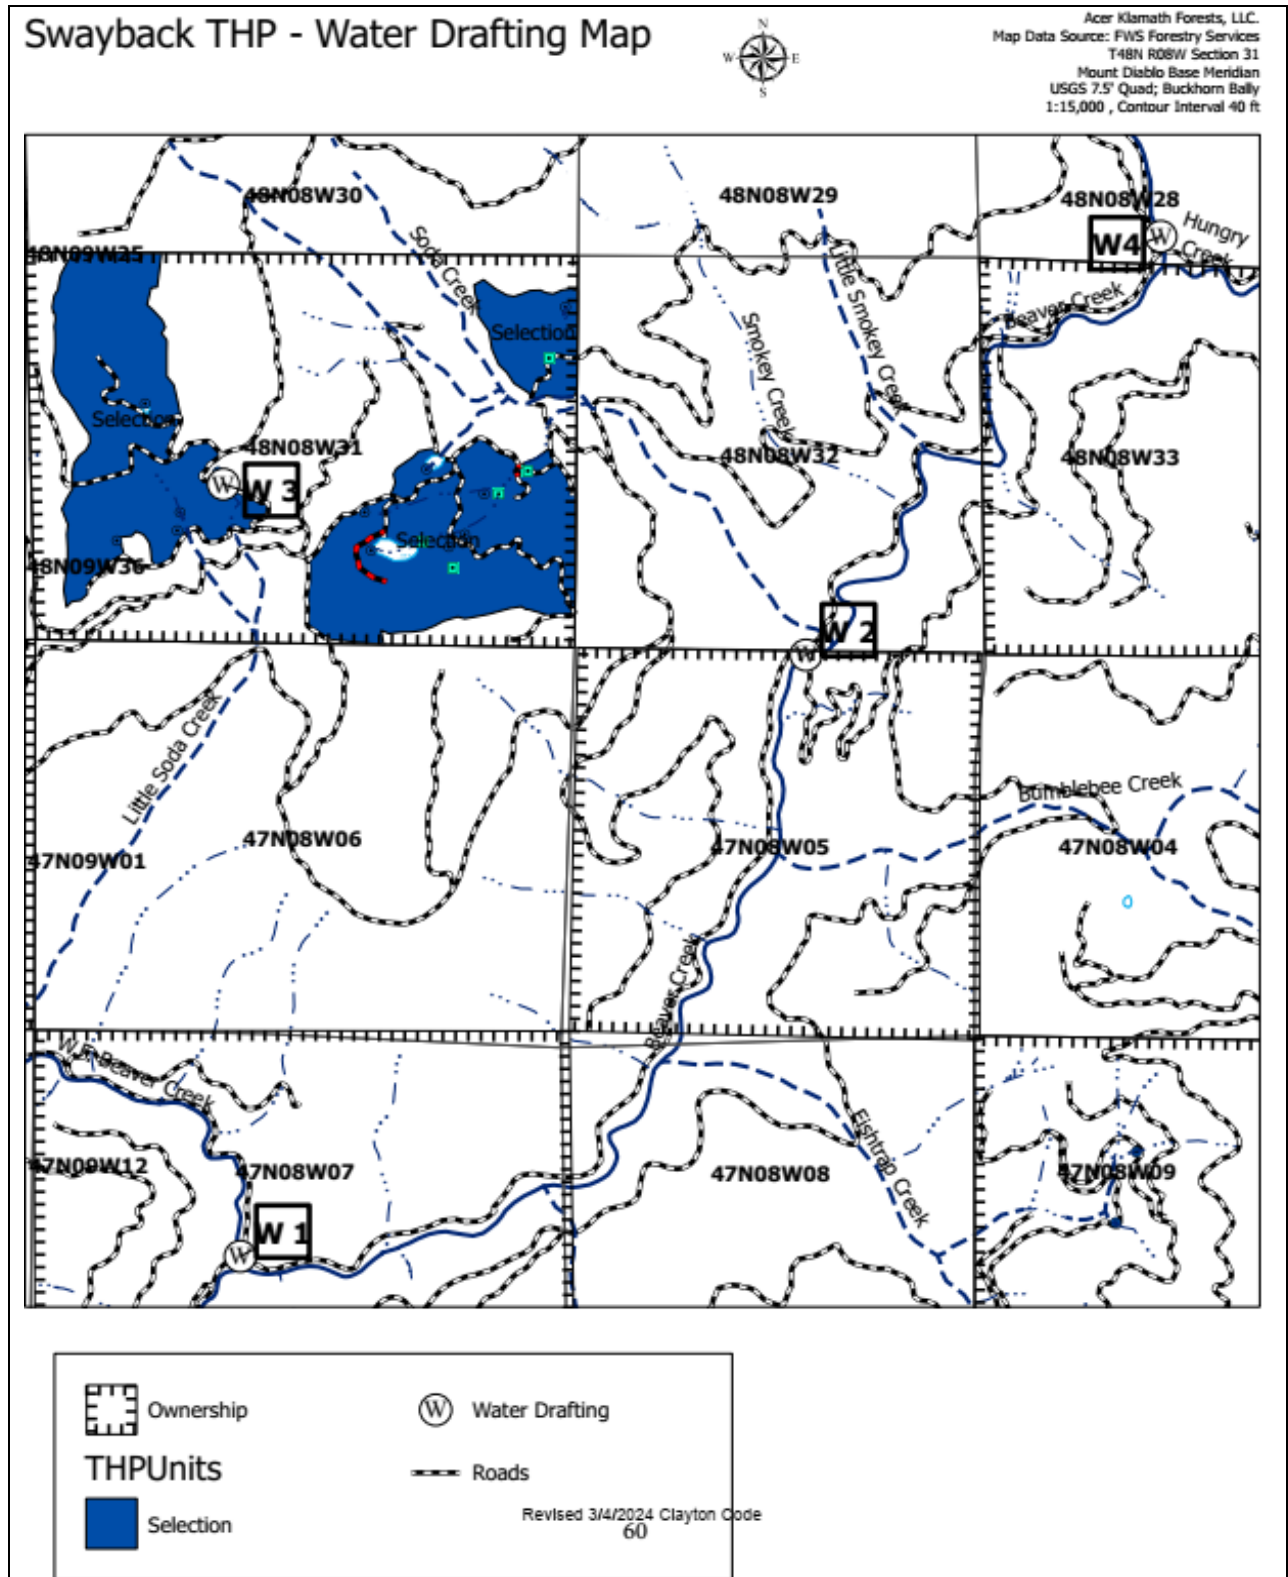 Swayback THP - Water Drafting Map
N
W
E
S
Acer Klamath Forests, LLC.
Map Data Source: FWS Forestry Services
T48N R08W Section 31
Mount Diablo Base Meridian
USGS 7.5' Quad; Buckhorn Bally
1:15,000 , Contour Interval 40 ft
48N08W30
48N08W29
48N08W28
48N09W25
Soda Creek
Little Smokey Creek
W4
W
Hungry Creek
Beaver Creek
Selection
Smokey Creek
Selection
48N08W31
48N08W32
48N08W33
W
W 3
Selection
48N09W36
W 2
W
Little Soda Creek
Bumblebee Creek
47N08W06
47N08W05
47N08W04
47N09W01
Beaver Creek
W.F. Beaver Creek
Fishtrap Creek
47N09W12
47N08W07
47N08W08
47N08W09
W 1
W
Ownership
W
Water Drafting
THPUnits
Roads
Selection
Revised 3/4/2024 Clayton Code
60